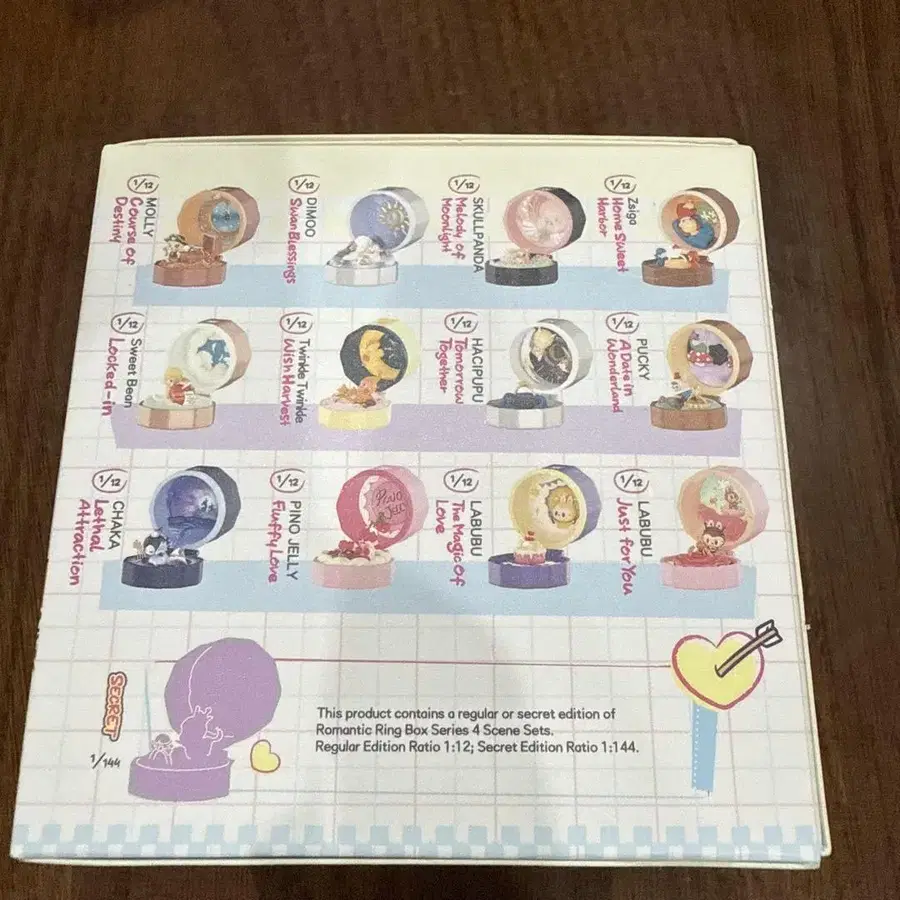 1/12
MOLLY
Course of
Destiny
1/12
DIMOO
Swan Blessings
1/12
SKULLPANDA
Melody of
Moonlight
1/12
Zsiga
Home Sweet
Harbor
1/12
Sweet Bean
Locked-in
1/12
Twinkle Twinkle
Wish Harvest
1/12
HACIPUPU
Tomorrow
Together
1/12
PUCKY
A Date in
Wonderland
1/12
CHAKA
Lethal
Attraction
1/12
PINO JELLY
Fluffy Love
PINO
JELLY
1/12
LABUBU
The Magic Of
Love
1/12
LABUBU
Just for You
SECRET
1/144
This product contains a regular or secret edition of
Romantic Ring Box Series 4 Scene Sets.
Regular Edition Ratio 1:12; Secret Edition Ratio 1:144.